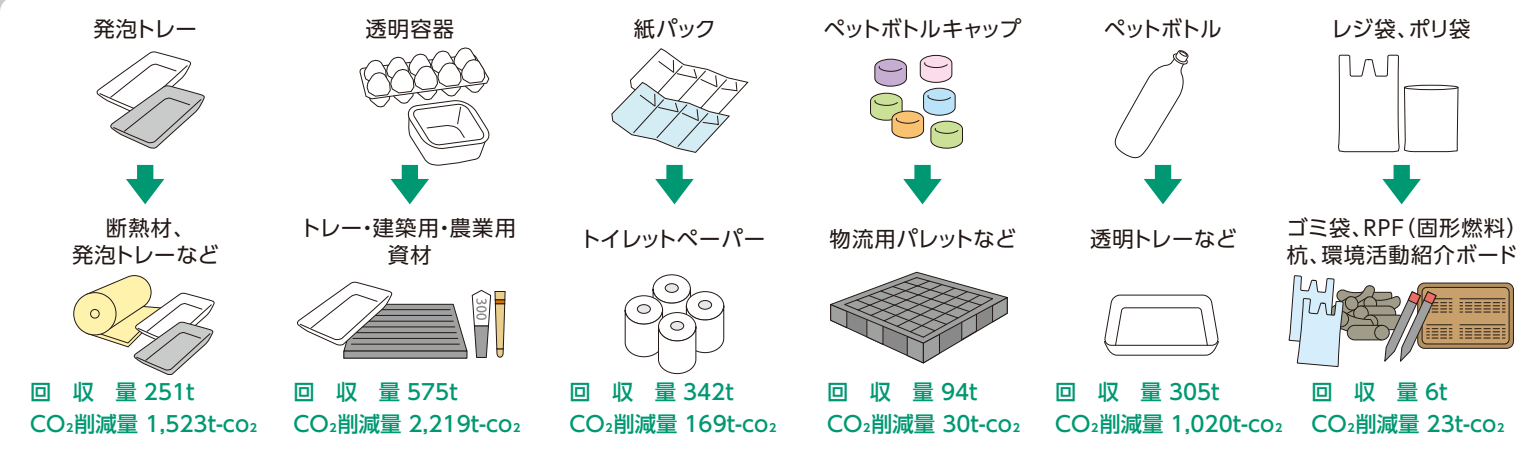 発泡トレー
透明容器
紙パック
ペットボトルキャップ
ペットボトル
レジ袋、ポリ袋
断熱材、
発泡トレーなど
トレー・建築用・農業用
資材
トイレットペーパー
物流用パレットなど
透明トレーなど
ゴミ袋、RPF(固形燃料)
杭、環境活動紹介ボード
300
回 収 量 251t
CO₂削減量 1,523t-co₂
回 収 量 575t
CO₂削減量 2,219t-co₂
回 収 量 342t
CO₂削減量 169t-co₂
回 収 量 94t
CO₂削減量 30t-co₂
回 収 量 305t
CO₂削減量 1,020t-co₂
回 収 量 6t
CO₂削減量 23t-co₂